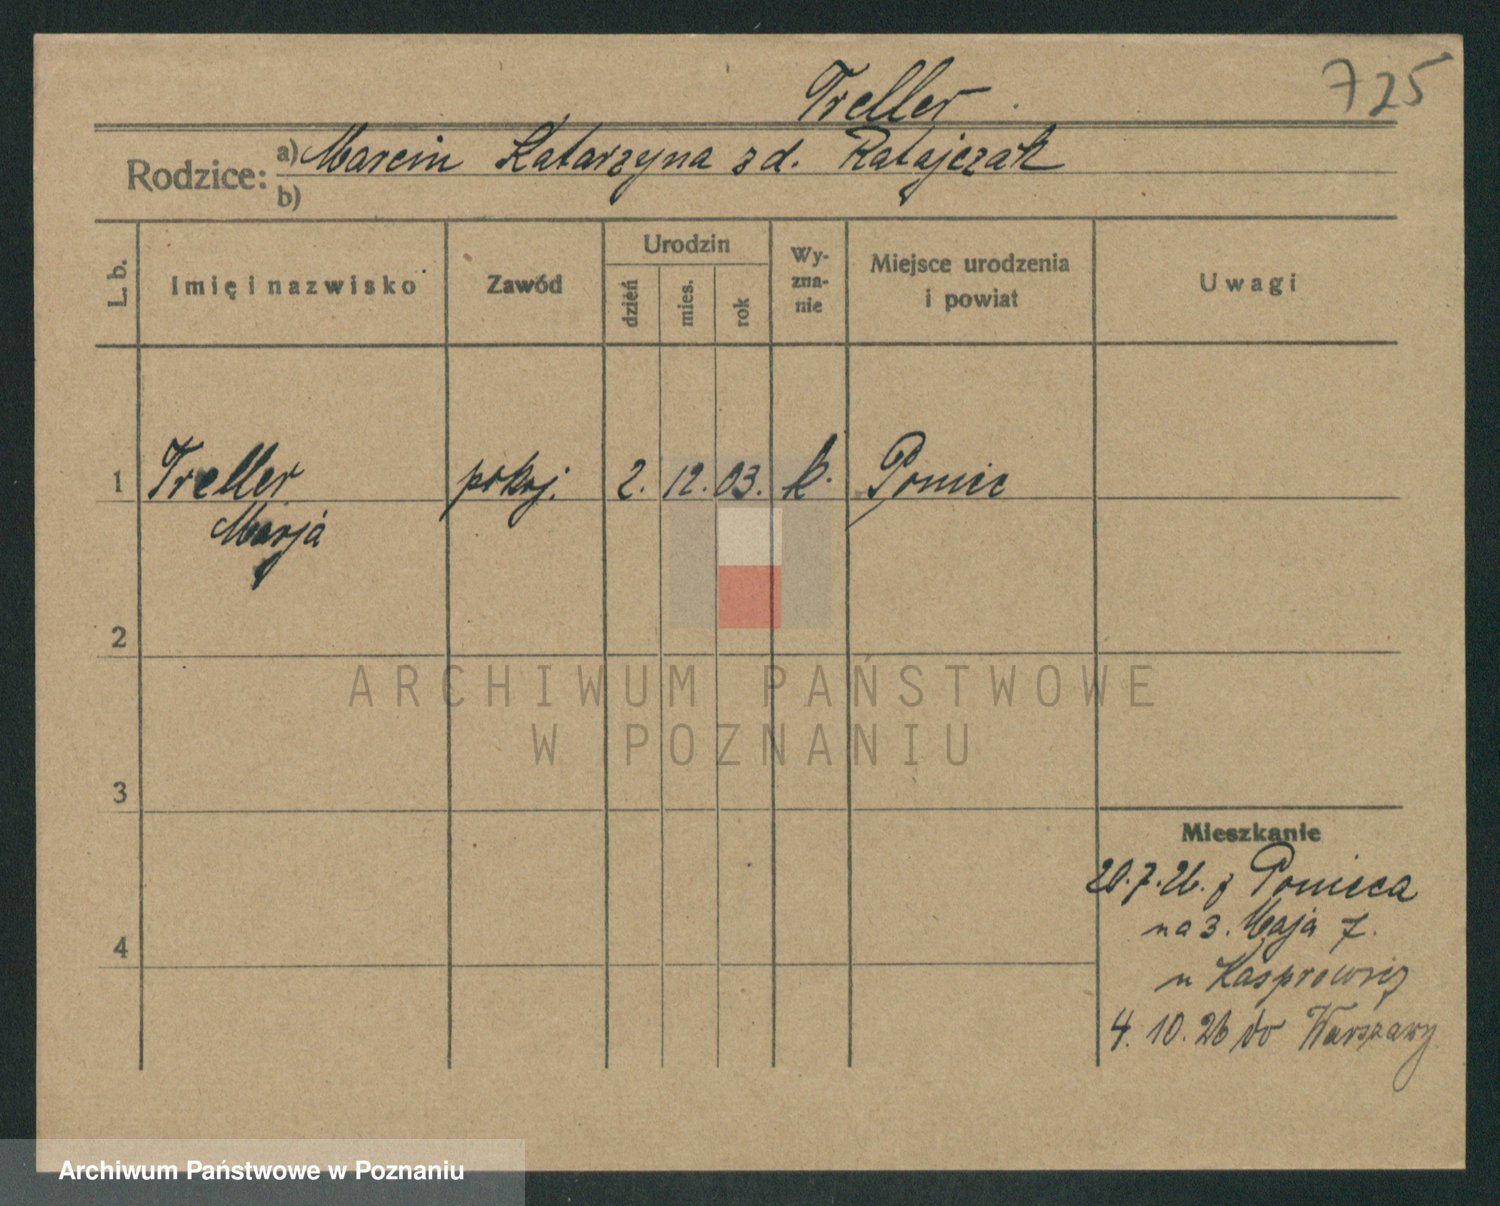 725
Treller
Rodzice: a) Marcin Katarzyna z d. Ratajczak
b)
L. b.
Imię i nazwisko
Zawód
Urodzin
dzień
mies.
rok
Wy-
zna-
nie
Miejsce urodzenia
i powiat
Uwagi
1 Treller pokoj. 2. 12. 03. k. Poniec
Marja
2
ARCHIWUM PAŃSTWOWE
W POZNANIU
3
Mieszkanie
20.7.26. z Ponieca
na 3. Maja 7.
u Kasprowicz
4
4. 10. 26 do Warszawy
Archiwum Państwowe w Poznaniu